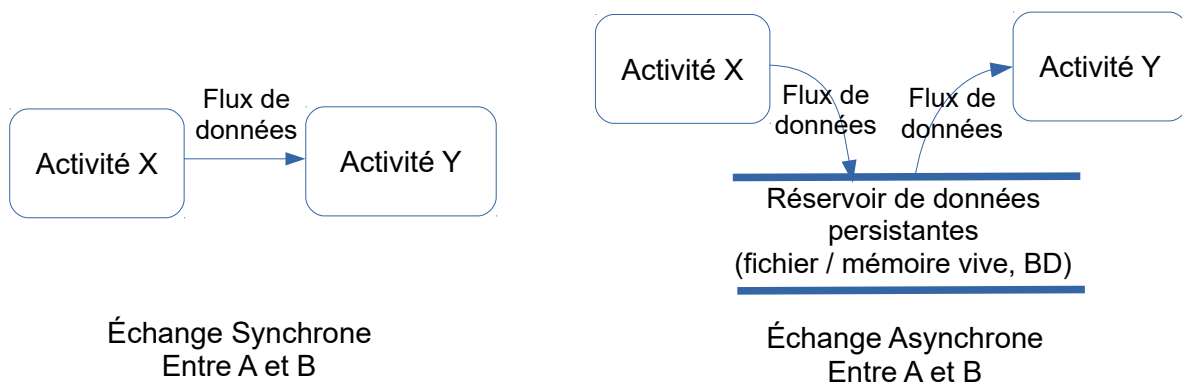 Activité X
Flux de
données
Activité Y
Échange Synchrone
Entre A et B
Activité X
Flux de
données
Flux de
données
Activité Y
Réservoir de données
persistantes
(fichier / mémoire vive, BD)
Échange Asynchrone
Entre A et B